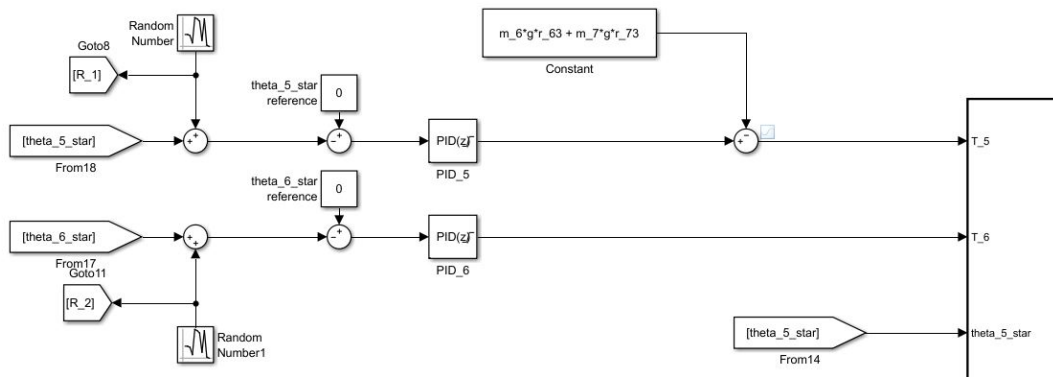 Random
Number
Goto8
[R_1]
m_6*g*r_63 + m_7*g*r_73
Constant
theta_5_star
reference
0
[theta_5_star]
From18
+
+
-
+
PID(z)
PID_5
+
-
T_5
theta_6_star
reference
0
[theta_6_star]
From17
+
+
-
+
PID(z)
PID_6
T_6
Goto11
[R_2]
Random
Number1
[theta_5_star]
From14
theta_5_star